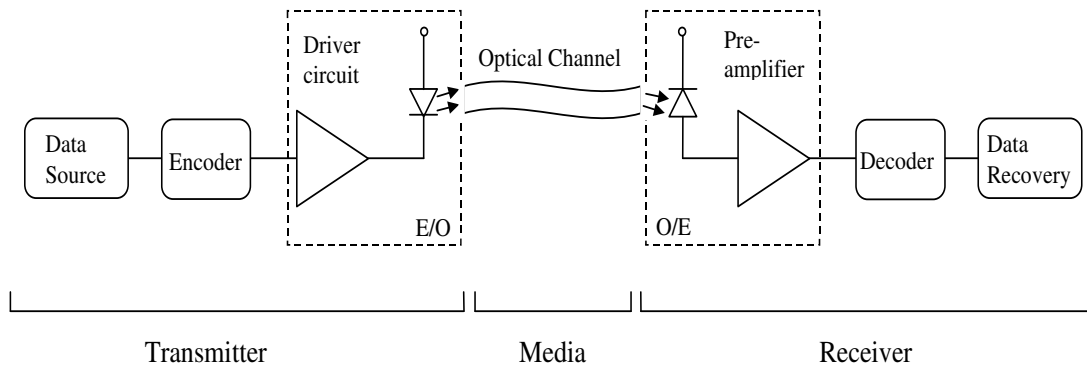 Driver
circuit
Optical Channel
Pre-
amplifier
Data
Source
Encoder
Decoder
Data
Recovery
E/O
O/E
Transmitter
Media
Receiver